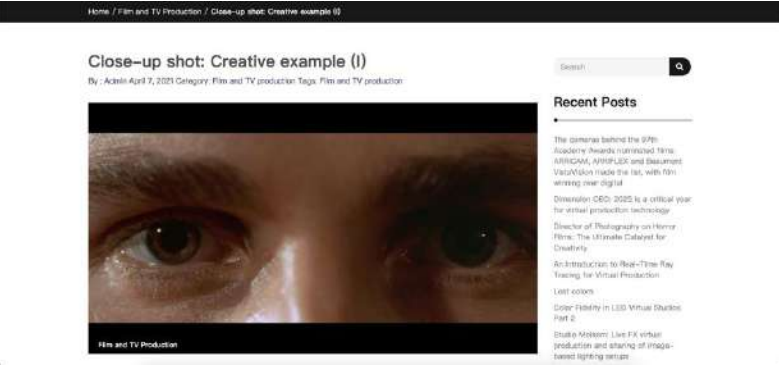 Home / Film and TV Production / Close-up shot: Creative example (I)
Close-up shot: Creative example (I)
By : Admin April 7, 2021 Category: Film and TV production Tags: Film and TV production
Search
Recent Posts
The cameras behind the 97th
Academy Awards nominated films:
ARRICAM, ARRIFLEX and Beaumont
VistaVision made the list, with film
winning over digital
Dimension CEO: 2025 is a critical year
for virtual production technology
Director of Photography on Horror
Films: The Ultimate Catalyst for
Creativity
An Introduction to Real-Time Ray
Tracing for Virtual Production
Lost colors
Color Fidelity in LED Virtual Studios
Part 2
Studio Live FX virtual
production and sharing of image-
based lighting setups
Film and TV Production